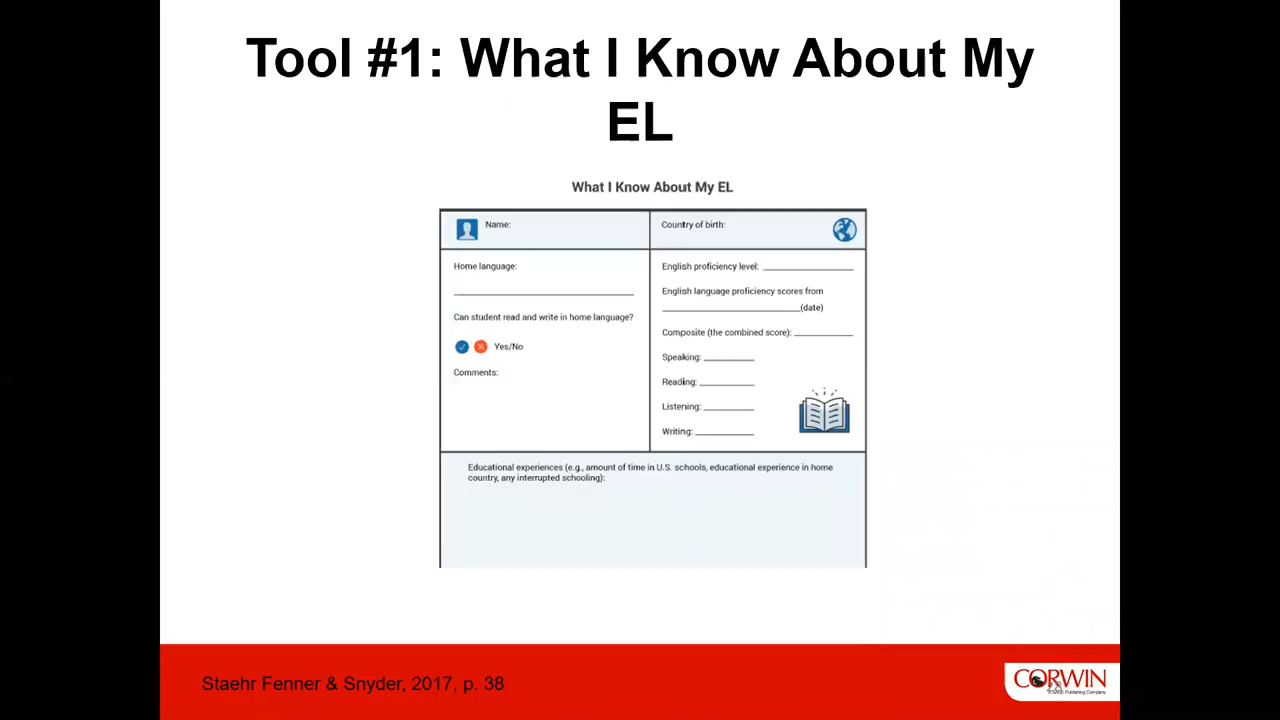 Tool #1: What I Know About My
EL
What I Know About My EL
Name:
Country of birth:
Home language:
Can student read and write in home language?
Yes/No
Comments:
English proficiency level:
English language proficiency scores from
(date)
Composite (the combined score):
Speaking:
Reading:
Listening:
Writing:
Educational experiences (e.g., amount of time in U.S. schools, educational experience in home
country, any interrupted schooling):
Staehr Fenner & Snyder, 2017, p. 38
CORWIN
Publishing Company